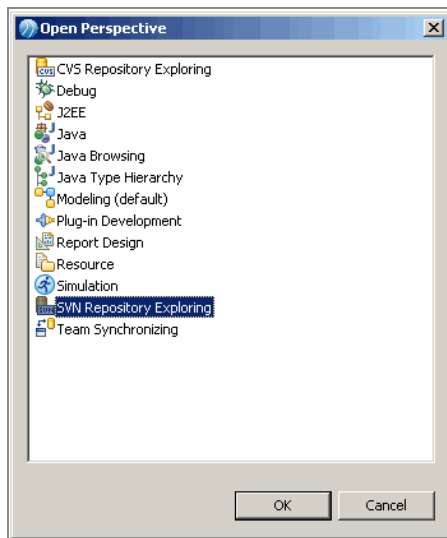 Open Perspective
CVS Repository Exploring
Debug
J2EE
Java
Java Browsing
Java Type Hierarchy
Modeling (default)
Plug-in Development
Report Design
Resource
Simulation
SVN Repository Exploring
Team Synchronizing
OK Cancel